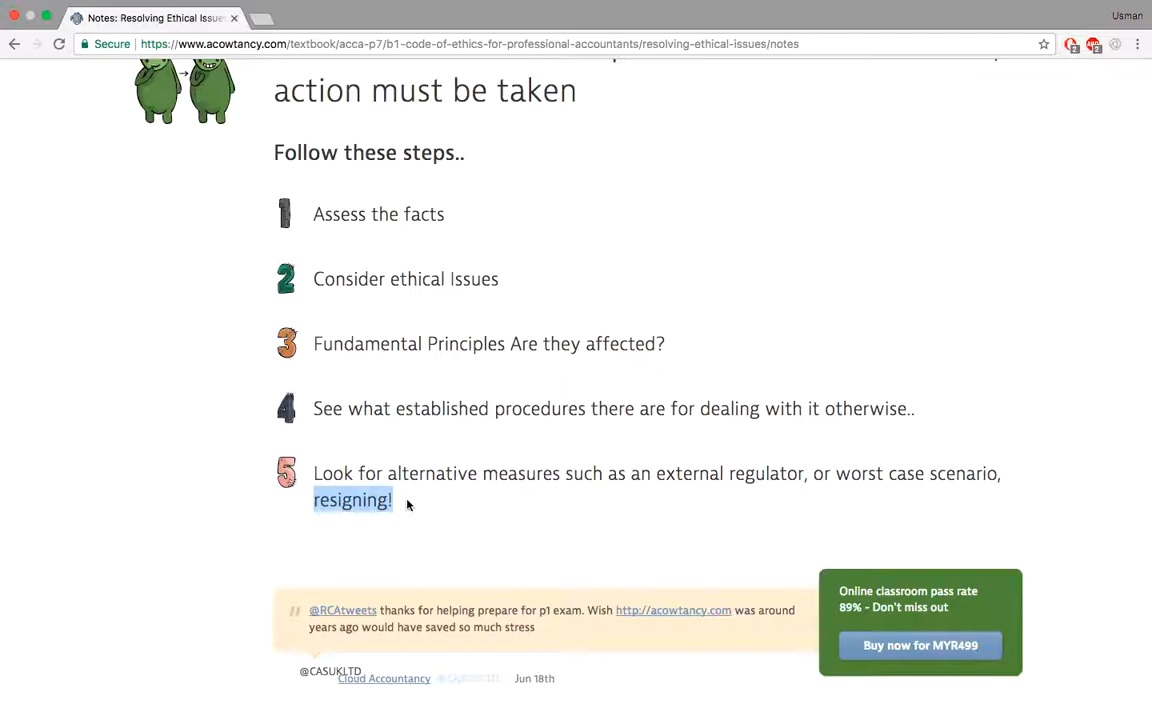 Notes: Resolving Ethical Issue
Usman
Secure https://www.acowtancy.com/textbook/acca-p7/b1-code-of-ethics-for-professional-accountants/resolving-ethical-issues/notes
2 2
action must be taken
Follow these steps..
1 Assess the facts
2 Consider ethical Issues
3 Fundamental Principles Are they affected?
4 See what established procedures there are for dealing with it otherwise..
5 Look for alternative measures such as an external regulator, or worst case scenario,
resigning!
@RCAtweets thanks for helping prepare for p1 exam. Wish http://acowtancy.com was around
years ago would have saved so much stress
@CASUKLTD
Cloud Accountancy Jun 18th
Online classroom pass rate
89% - Don't miss out
Buy now for MYR499